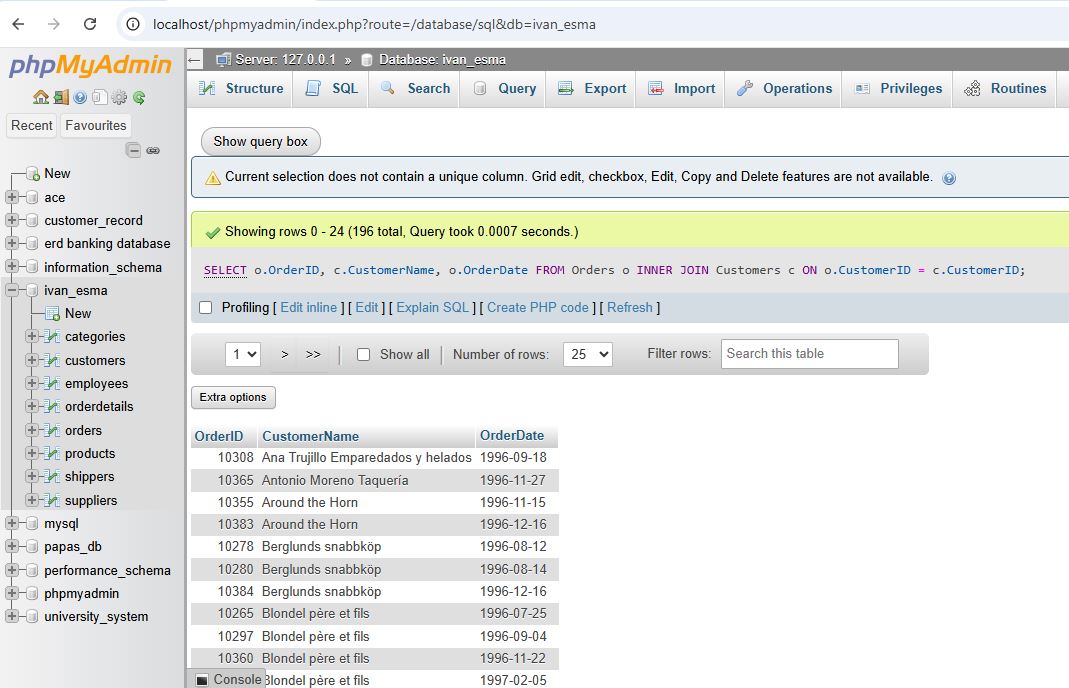 localhost/phpmyadmin/index.php?route=/database/sql&db=ivan_esma
phpMyAdmin
Recent Favourites
New
ace
customer_record
erd banking database
information_schema
ivan_esma
New
categories
customers
employees
orderdetails
orders
products
shippers
suppliers
mysql
papas_db
performance_schema
phpmyadmin
university_system
Server: 127.0.0.1 » Database: ivan_esma
Structure SQL Search Query Export Import Operations Privileges Routines
Show query box
Current selection does not contain a unique column. Grid edit, checkbox, Edit, Copy and Delete features are not available.
Showing rows 0 - 24 (196 total, Query took 0.0007 seconds.)
SELECT o.OrderID, c.CustomerName, o.OrderDate FROM Orders o INNER JOIN Customers c ON o.CustomerID = c.CustomerID;
Profiling [ Edit inline ] [ Edit ] [ Explain SQL ] [ Create PHP code ] [ Refresh ]
1 > >> Show all Number of rows: 25 Filter rows: Search this table
Extra options
OrderID CustomerName OrderDate
10308 Ana Trujillo Emparedados y helados 1996-09-18
10365 Antonio Moreno Taquería 1996-11-27
10355 Around the Horn 1996-11-15
10383 Around the Horn 1996-12-16
10278 Berglunds snabbköp 1996-08-12
10280 Berglunds snabbköp 1996-08-14
10384 Berglunds snabbköp 1996-12-16
10265 Blondel père et fils 1996-07-25
10297 Blondel père et fils 1996-09-04
10360 Blondel père et fils 1996-11-22
Console Blondel père et fils 1997-02-05